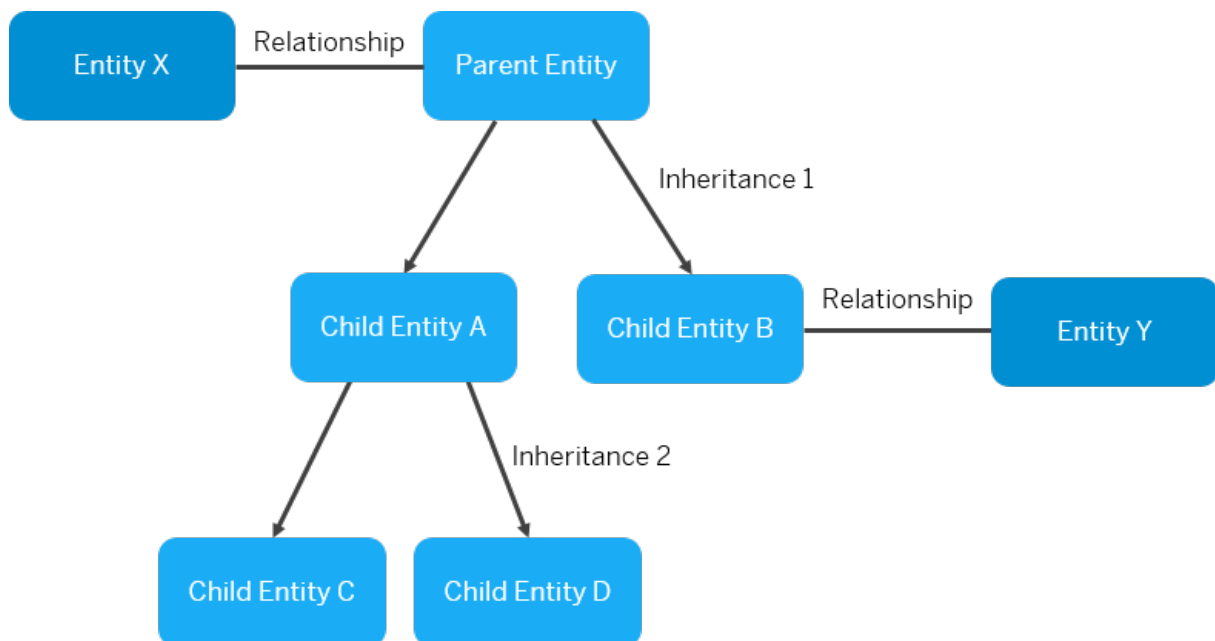 Entity X
Relationship
Parent Entity
Inheritance 1
Child Entity A
Child Entity B
Relationship
Entity Y
Inheritance 2
Child Entity C
Child Entity D